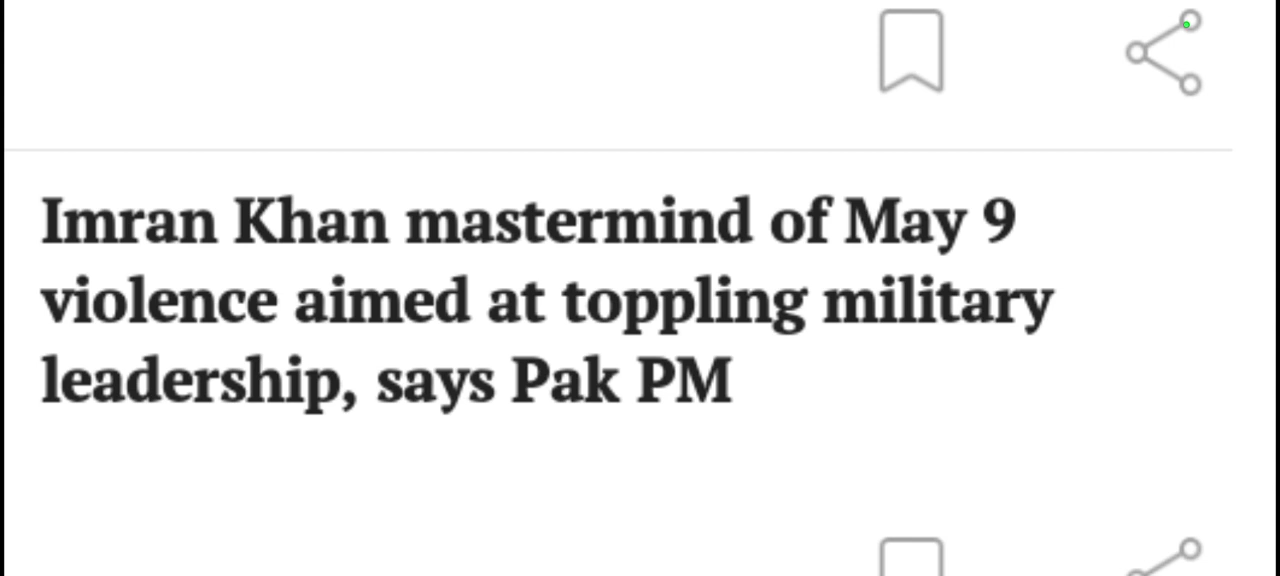 Imran Khan mastermind of May 9
violence aimed at toppling military
leadership, says Pak PM